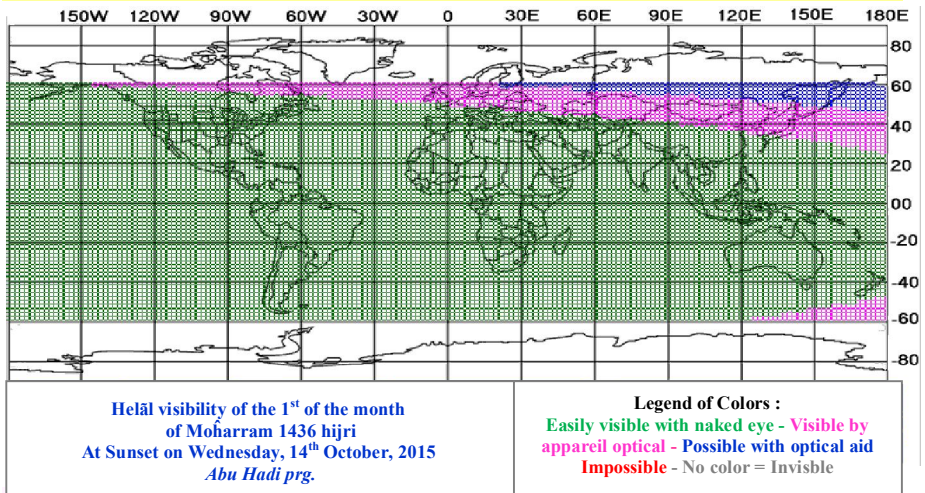 150W 120W 90W 60W 30W 0 30E 60E 90E 120E 150E 180E
80
60
40
20
00
-20
-40
-60
-80
Helāl visibility of the 1st of the month
of Moĥarram 1436 hijri
At Sunset on Wednesday, 14th October, 2015
Abu Hadi prg.
Legend of Colors :
Easily visible with naked eye - Visible by
appareil optical - Possible with optical aid
Impossible - No color = Invisble